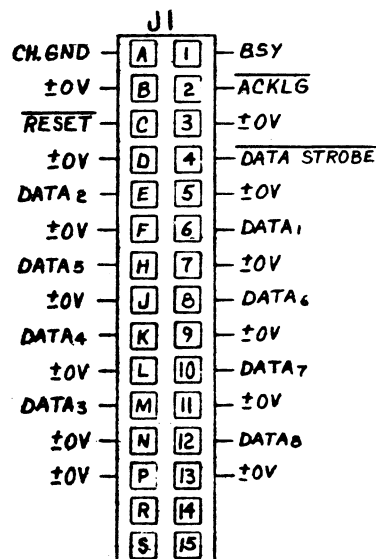 J1
CH.GND A 1 BSY
±0V B 2 ACKLG
RESET C 3 ±0V
±0V D 4 DATA STROBE
DATA2 E 5 ±0V
±0V F 6 DATA1
DATA5 H 7 ±0V
±0V J 8 DATA6
DATA4 K 9 ±0V
±0V L 10 DATA7
DATA3 M 11 ±0V
±0V N 12 DATA8
±0V P 13 ±0V
R 14
S 15